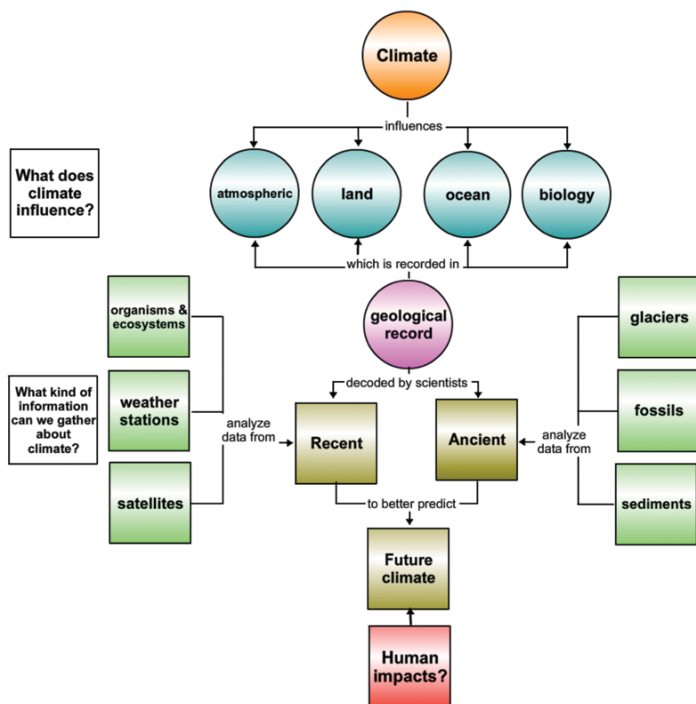 Climate
influences
What does
climate
influence?
atmospheric
land
ocean
biology
which is recorded in
organisms &
ecosystems
geological
record
glaciers
decoded by scientists
What kind of
information
can we gather
about
climate?
weather
stations
analyze
data from
Recent
Ancient
analyze
data from
fossils
satellites
to better predict
sediments
Future
climate
Human
impacts?